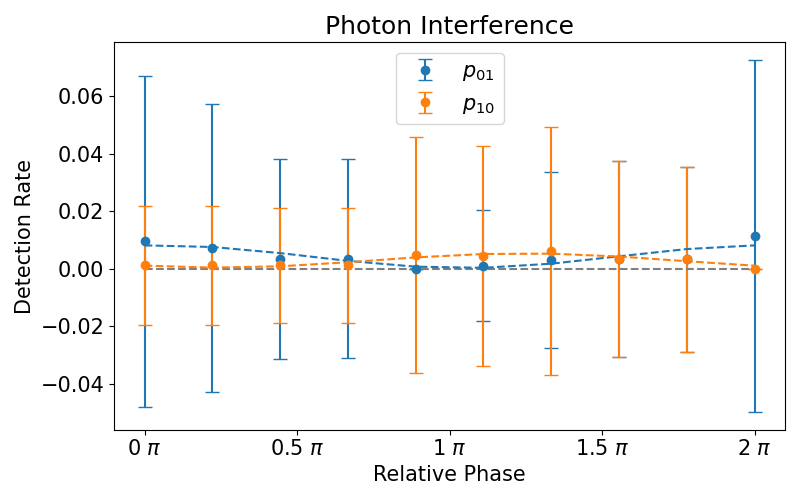 Photon Interference
p₀₁
p₁₀
Detection Rate
0.06
0.04
0.02
0.00
−0.02
−0.04
0 π 0.5 π 1 π 1.5 π 2 π
Relative Phase